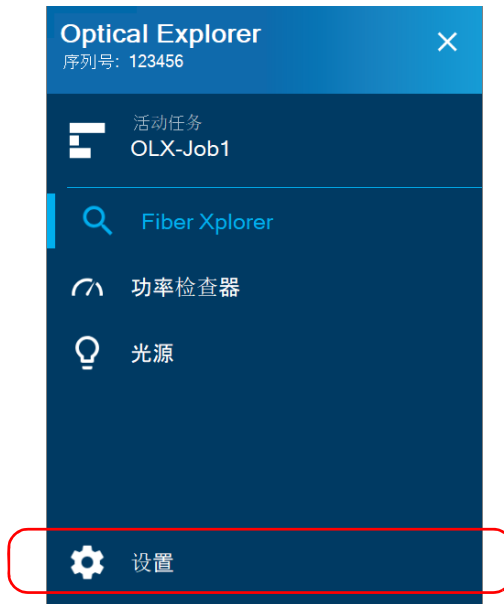 Optical Explorer
序列号: 123456
活动任务
OLX-Job1
Fiber Xplorer
功率检查器
光源
设置